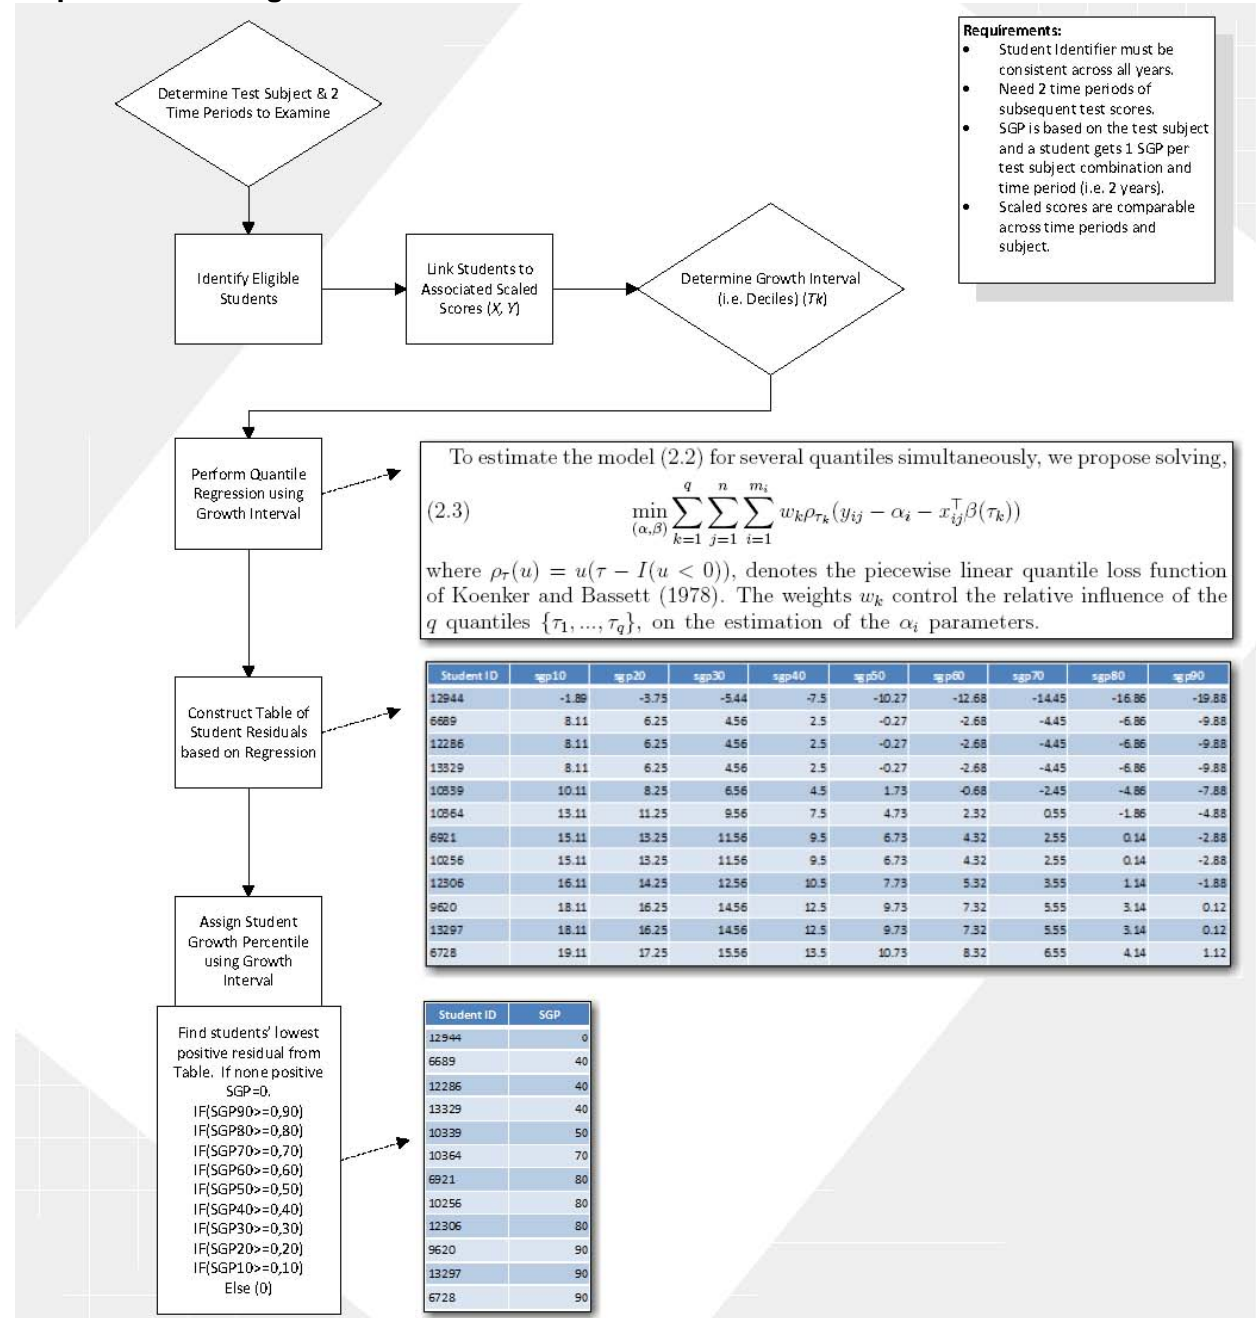 Determine Test Subject & 2
Time Periods to Examine
Requirements:
• Student Identifier must be
consistent across all years.
• Need 2 time periods of
subsequent test scores.
• SGP is based on the test subject
and a student gets 1 SGP per
test subject combination and
time period (i.e. 2 years).
• Scaled scores are comparable
across time periods and
subject.
Identify Eligible
Students
Link Students to
Associated Scaled
Scores (X, Y)
Determine Growth Interval
(i.e. Deciles) (Tk)
Perform Quantile
Regression using
Growth Interval
To estimate the model (2.2) for several quantiles simultaneously, we propose solving,
(2.3) min_{(α,β)} ∑_{k=1}^{q} ∑_{j=1}^{n} ∑_{i=1}^{m_i} w_k ρ_{τ_k}(y_{ij} − α_i − x_{ij}^⊤ β(τ_k))
where ρ_τ(u) = u(τ − I(u < 0)), denotes the piecewise linear quantile loss function
of Koenker and Bassett (1978). The weights w_k control the relative influence of the
q quantiles {τ_1, ..., τ_q}, on the estimation of the α_i parameters.
Construct Table of
Student Residuals
based on Regression
Student ID sgp10 sgp20 sgp30 sgp40 sgp50 sgp60 sgp70 sgp80 sgp90
12944 -1.89 -3.75 -5.44 -7.5 -10.27 -12.68 -14.45 -16.86 -19.88
6689 8.11 6.25 4.56 2.5 -0.27 -2.68 -4.45 -6.86 -9.88
12286 8.11 6.25 4.56 2.5 -0.27 -2.68 -4.45 -6.86 -9.88
13329 8.11 6.25 4.56 2.5 -0.27 -2.68 -4.45 -6.86 -9.88
10339 10.11 8.25 6.56 4.5 1.73 -0.68 -2.45 -4.86 -7.88
10364 13.11 11.25 9.56 7.5 4.73 2.32 0.55 -1.86 -4.88
6921 15.11 13.25 11.56 9.5 6.73 4.32 2.55 0.14 -2.88
10256 15.11 13.25 11.56 9.5 6.73 4.32 2.55 0.14 -2.88
12306 16.11 14.25 12.56 10.5 7.73 5.32 3.55 1.14 -1.88
9620 18.11 16.25 14.56 12.5 9.73 7.32 5.55 3.14 0.12
13297 18.11 16.25 14.56 12.5 9.73 7.32 5.55 3.14 0.12
6728 19.11 17.25 15.56 13.5 10.73 8.32 6.55 4.14 1.12
Assign Student
Growth Percentile
using Growth
Interval
Find students' lowest
positive residual from
Table. If none positive
SGP=0.
IF(SGP90>=0,90)
IF(SGP80>=0,80)
IF(SGP70>=0,70)
IF(SGP60>=0,60)
IF(SGP50>=0,50)
IF(SGP40>=0,40)
IF(SGP30>=0,30)
IF(SGP20>=0,20)
IF(SGP10>=0,10)
Else (0)
Student ID SGP
12944 0
6689 40
12286 40
13329 40
10339 50
10364 70
6921 80
10256 80
12306 80
9620 90
13297 90
6728 90